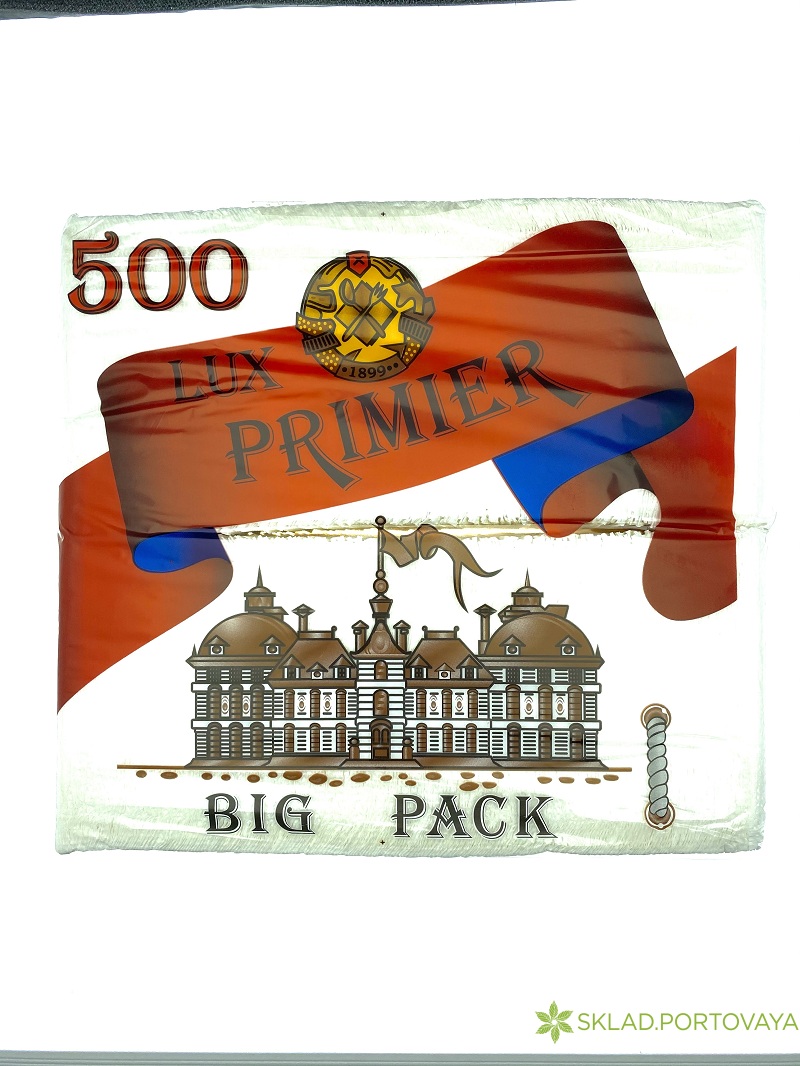 500
·1899··
LUX
PRIMIER
BIG PACK
SKLAD.PORTOVAYA